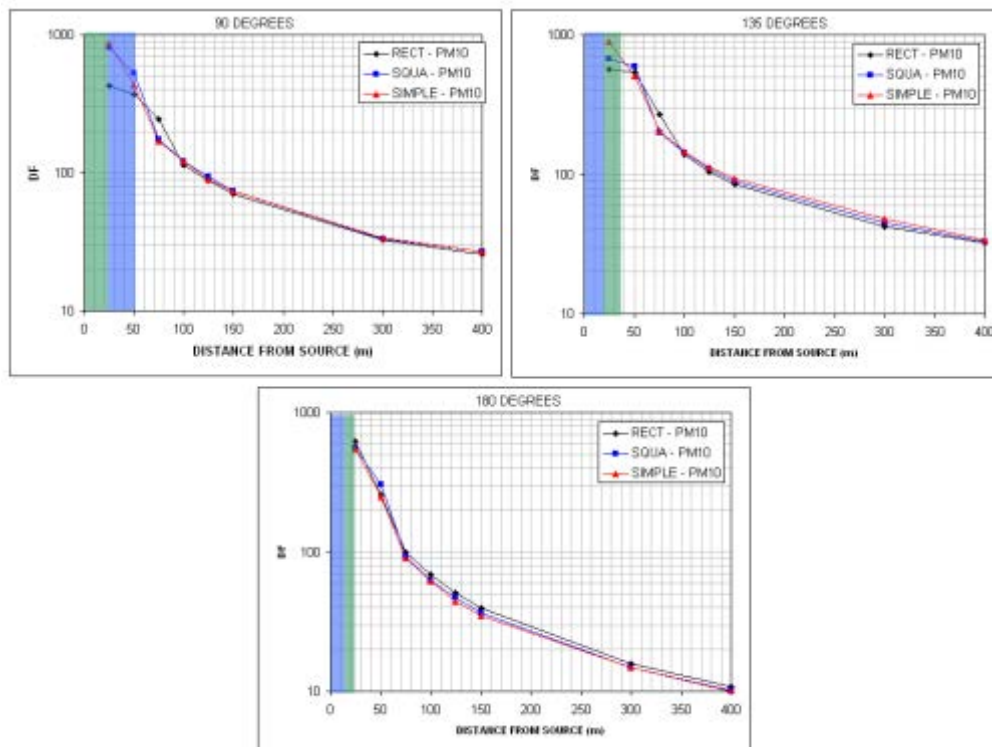 90 DEGREES
1000
100
10
DF
RECT - PM10
SQUA - PM10
SIMPLE - PM10
0 50 100 150 200 250 300 350 400
DISTANCE FROM SOURCE (m)
135 DEGREES
1000
100
10
DF
RECT - PM10
SQUA - PM10
SIMPLE - PM10
0 50 100 150 200 250 300 350 400
DISTANCE FROM SOURCE (m)
180 DEGREES
1000
100
10
DF
RECT - PM10
SQUA - PM10
SIMPLE - PM10
0 50 100 150 200 250 300 350 400
DISTANCE FROM SOURCE (m)